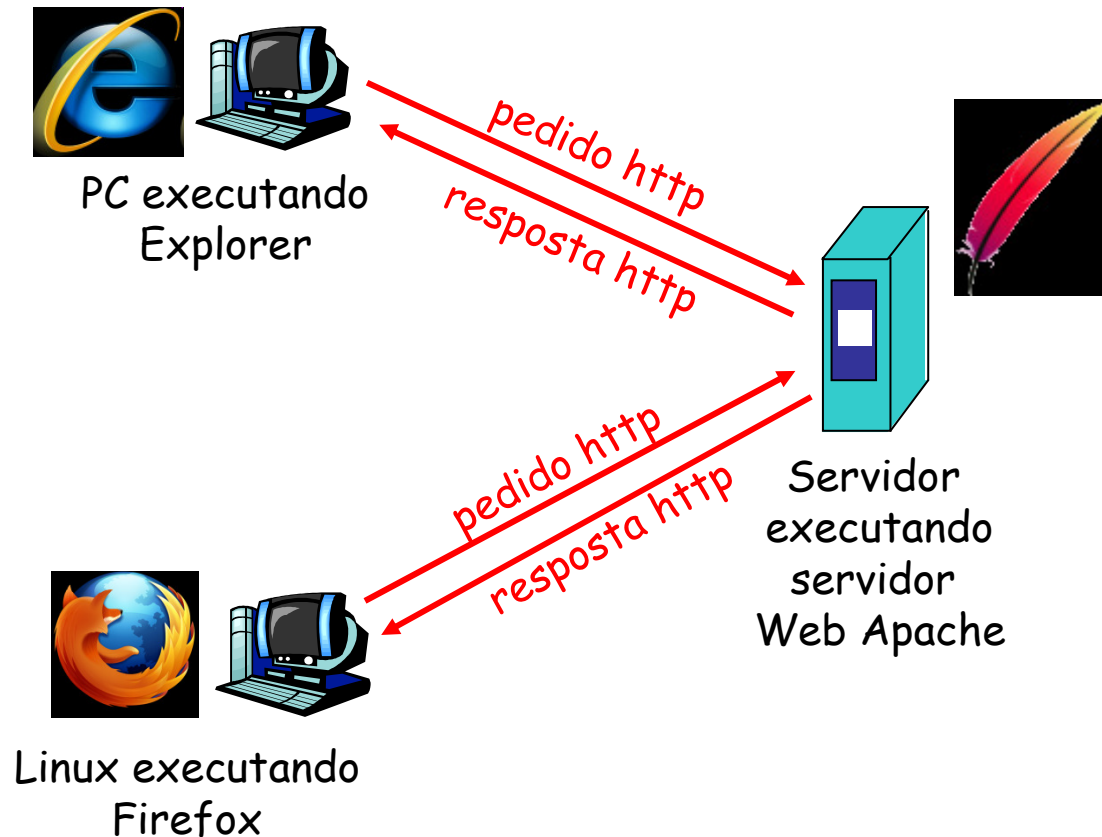 pedido http
resposta http
PC executando
Explorer
pedido http
resposta http
Servidor
executando
servidor
Web Apache
Linux executando
Firefox